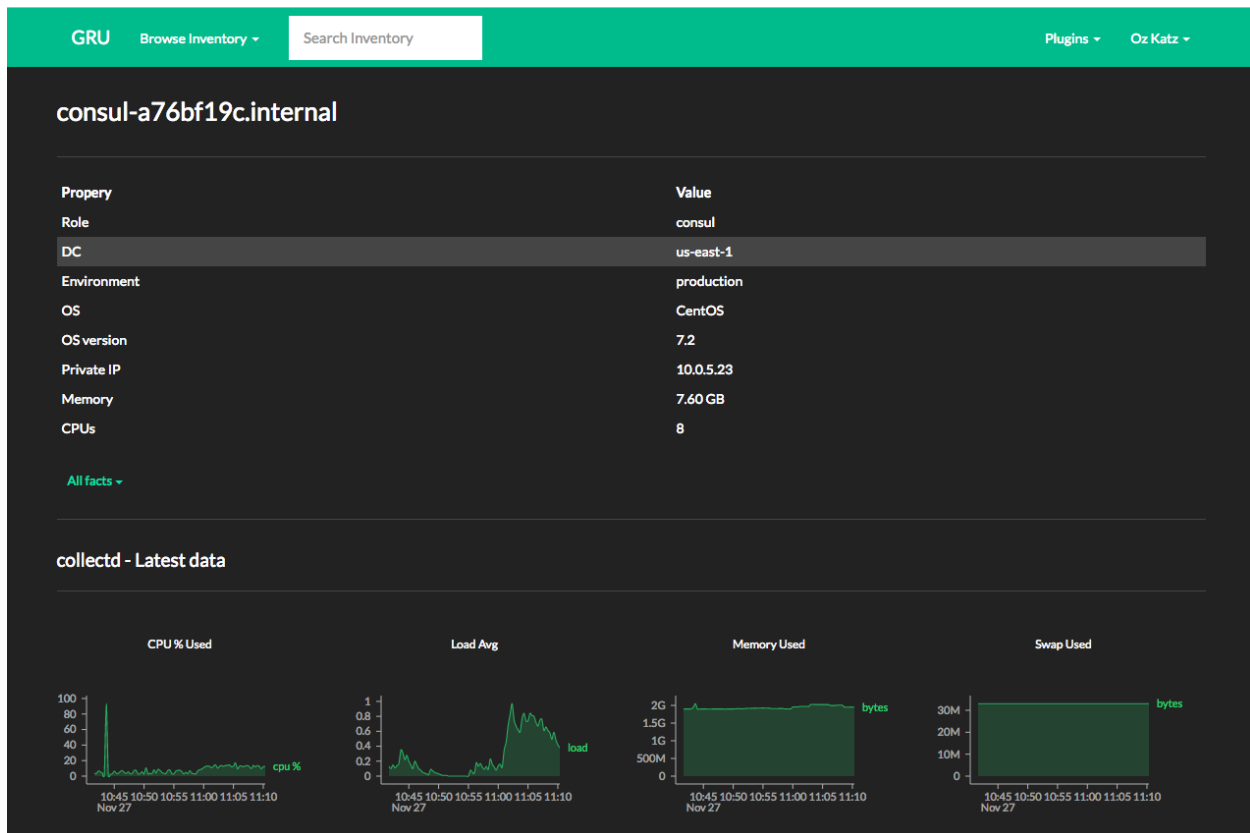 GRU Browse Inventory Search Inventory Plugins Oz Katz
consul-a76bf19c.internal
Propery Value
Role consul
DC us-east-1
Environment production
OS CentOS
OS version 7.2
Private IP 10.0.5.23
Memory 7.60 GB
CPUs 8
All facts
collectd - Latest data
CPU % Used
100
80
60
40
20
0
cpu %
10:45 10:50 10:55 11:00 11:05 11:10
Nov 27
Load Avg
1
0.8
0.6
0.4
0.2
0
load
10:45 10:50 10:55 11:00 11:05 11:10
Nov 27
Memory Used
2G
1.5G
1G
500M
0
bytes
10:45 10:50 10:55 11:00 11:05 11:10
Nov 27
Swap Used
30M
20M
10M
0
bytes
10:45 10:50 10:55 11:00 11:05 11:10
Nov 27